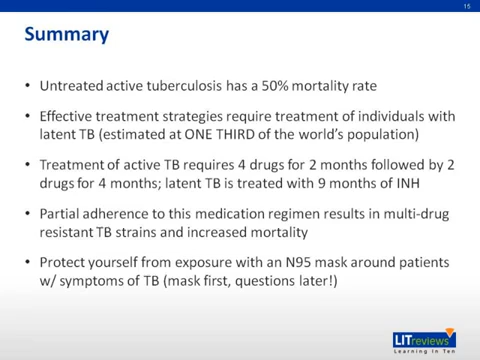 15
Summary
• Untreated active tuberculosis has a 50% mortality rate
• Effective treatment strategies require treatment of individuals with
latent TB (estimated at ONE THIRD of the world's population)
• Treatment of active TB requires 4 drugs for 2 months followed by 2
drugs for 4 months; latent TB is treated with 9 months of INH
• Partial adherence to this medication regimen results in multi-drug
resistant TB strains and increased mortality
• Protect yourself from exposure with an N95 mask around patients
w/ symptoms of TB (mask first, questions later!)
LITreviews
Learning in Ten